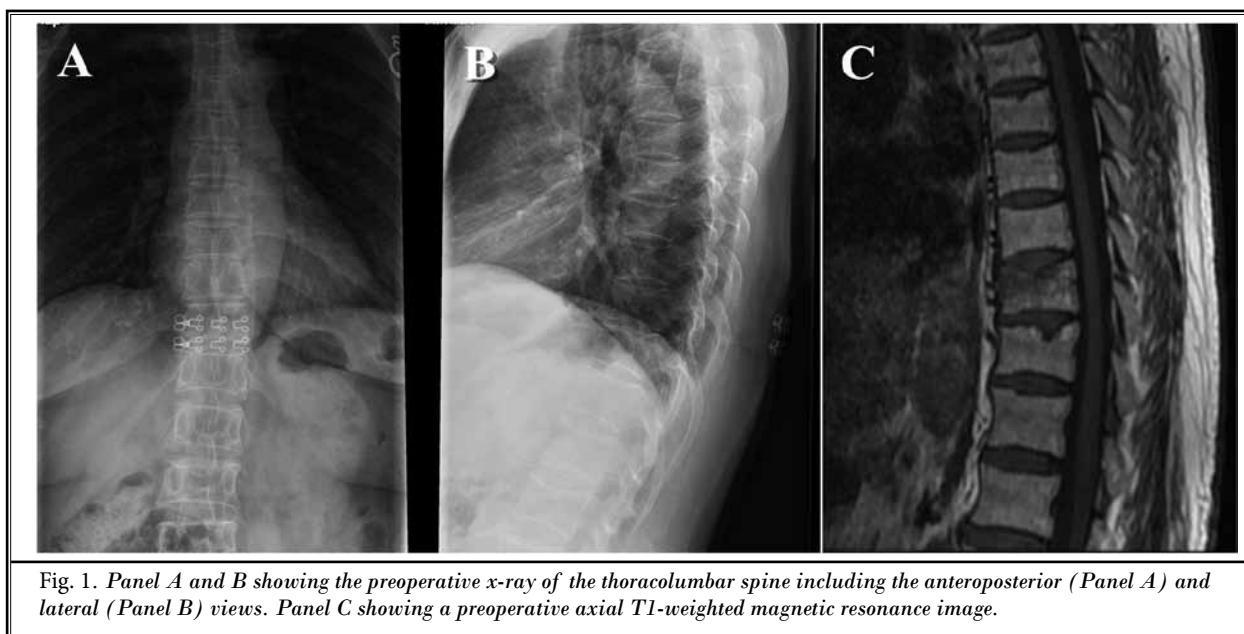 A
B
C
Fig. 1. Panel A and B showing the preoperative x-ray of the thoracolumbar spine including the anteroposterior (Panel A) and
lateral (Panel B) views. Panel C showing a preoperative axial T1-weighted magnetic resonance image.